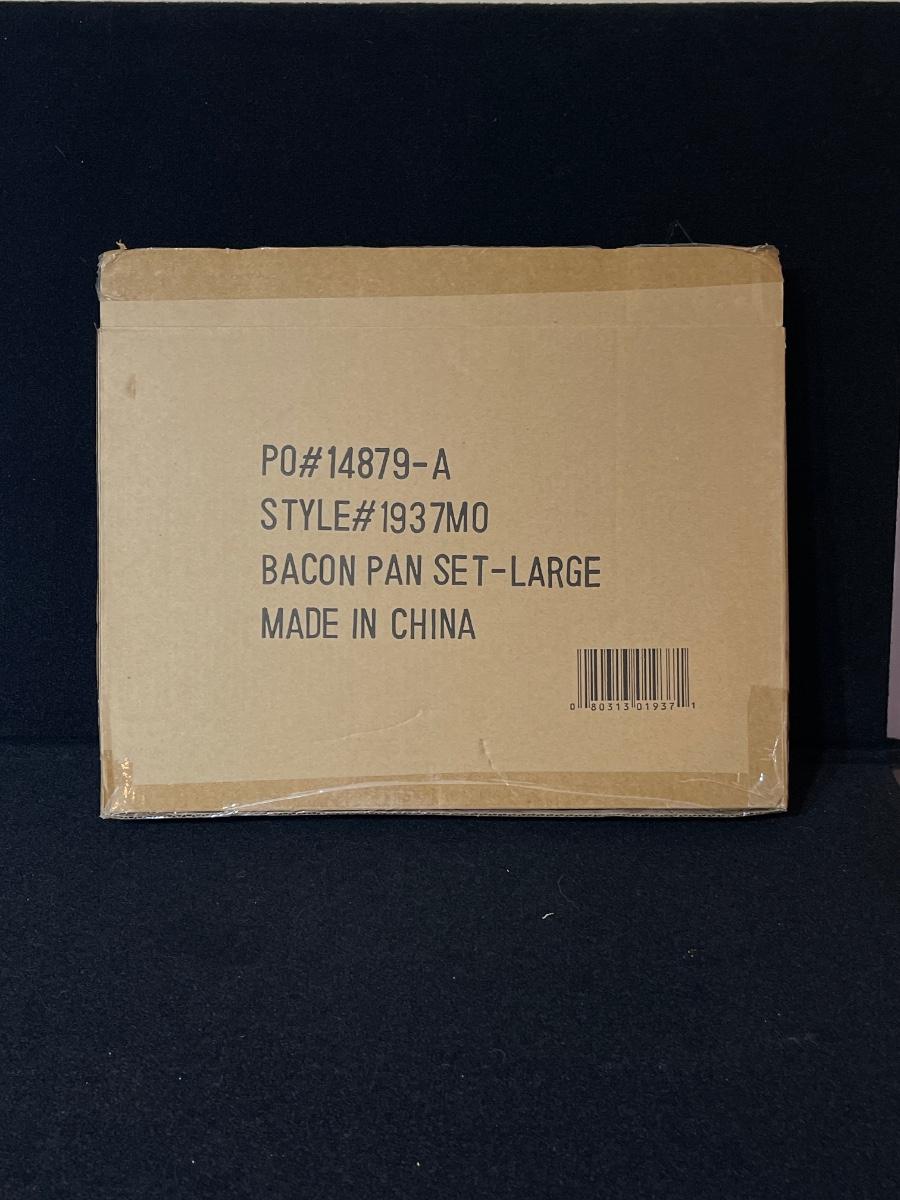 PO#14879-A
STYLE#1937MO
BACON PAN SET-LARGE
MADE IN CHINA
0 80313 01937 1